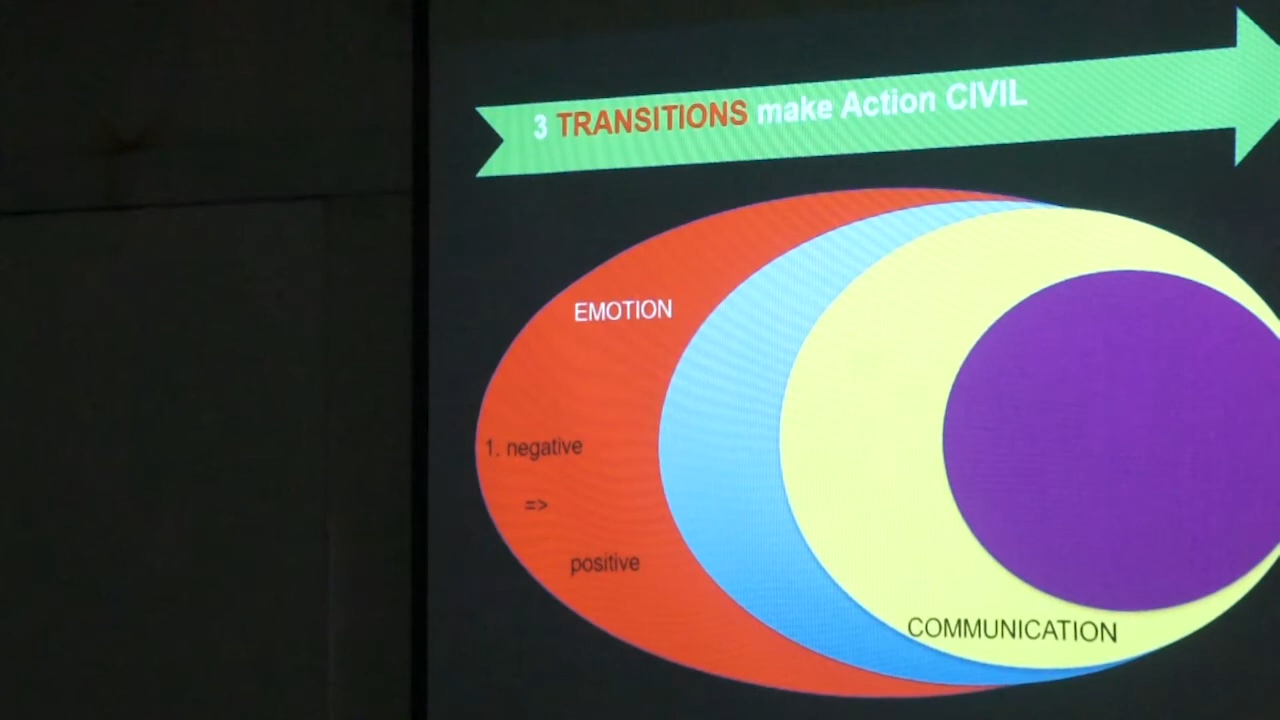 3 TRANSITIONS make Action CIVIL
EMOTION
1. negative
=>
positive
COMMUNICATION